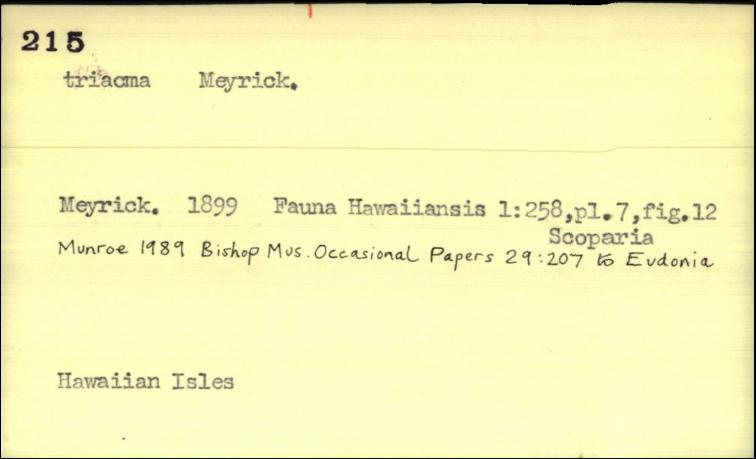 215
triacma Meyrick.
Meyrick. 1899 Fauna Hawaiiansis 1:258,pl.7,fig.12
Scoparia
Munroe 1989 Bishop Mus. Occasional Papers 29:207 to Eudonia
Hawaiian Isles